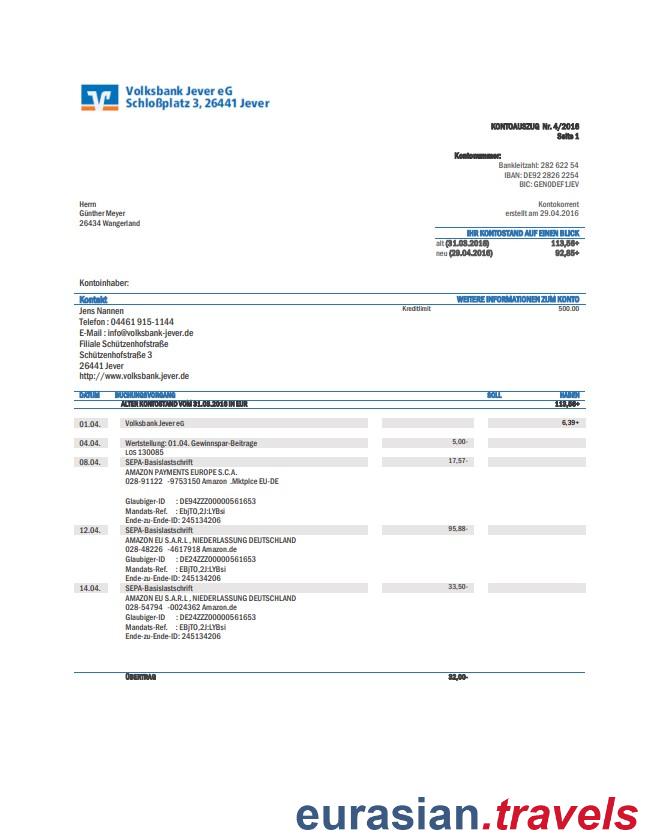 Volksbank Jever eG
Schloßplatz 3, 26441 Jever
KONTOAUSZUG Nr. 4/2016
Seite 1
Kontonummer:
Bankleitzahl: 282 622 54
IBAN: DE92 2826 2254
BIC: GENODEF1JEV
Herrn
Günther Meyer
26434 Wangerland
Kontokorrent
erstellt am 29.04.2016
IHR KONTOSTAND AUF EINEN BLICK
alt (31.03.2016) 113,56+
neu (29.04.2016) 92,85+
Kontoinhaber:
Kontakt WEITERE INFORMATIONEN ZUM KONTO
Jens Nannen Kreditlimit 500.00
Telefon : 04461 915-1144
E-Mail : info@volksbank-jever.de
Filiale Schützenhofstraße
Schützenhofstraße 3
26441 Jever
http://www.volksbank.jever.de
DATUM BUCHUNGSVORGANG SOLL HABEN
ALTER KONTOSTAND VOM 31.03.2016 IN EUR 113,56+
01.04. Volksbank Jever eG 6,39+
04.04. Wertstellung: 01.04. Gewinnspar-Beitrage 5,00-
LOS 130085
08.04. SEPA-Basislastschrift 17,57-
AMAZON PAYMENTS EUROPE S.C.A.
028-91122 -9753150 Amazon .Mktplce EU-DE
Glaubiger-ID : DE94ZZZ00000561653
Mandats-Ref. : EbjTO,2J:LYBsi
Ende-zu-Ende-ID: 245134206
12.04. SEPA-Basislastschrift 95,88-
AMAZON EU S.A.R.L , NIEDERLASSUNG DEUTSCHLAND
028-48226 -4617918 Amazon.de
Glaubiger-ID : DE24ZZZ00000561653
Mandats-Ref. : EBjTO,2J:LYBsi
Ende-zu-Ende-ID: 245134206
14.04. SEPA-Basislastschrift 33,50-
AMAZON EU S.A.R.L , NIEDERLASSUNG DEUTSCHLAND
028-54794 -0024362 Amazon.de
Glaubiger-ID : DE24ZZZ00000561653
Mandats-Ref. : EBjTO,2J:LYBsi
Ende-zu-Ende-ID: 245134206
ÜBERTRAG 32,00-
eurasian.travels